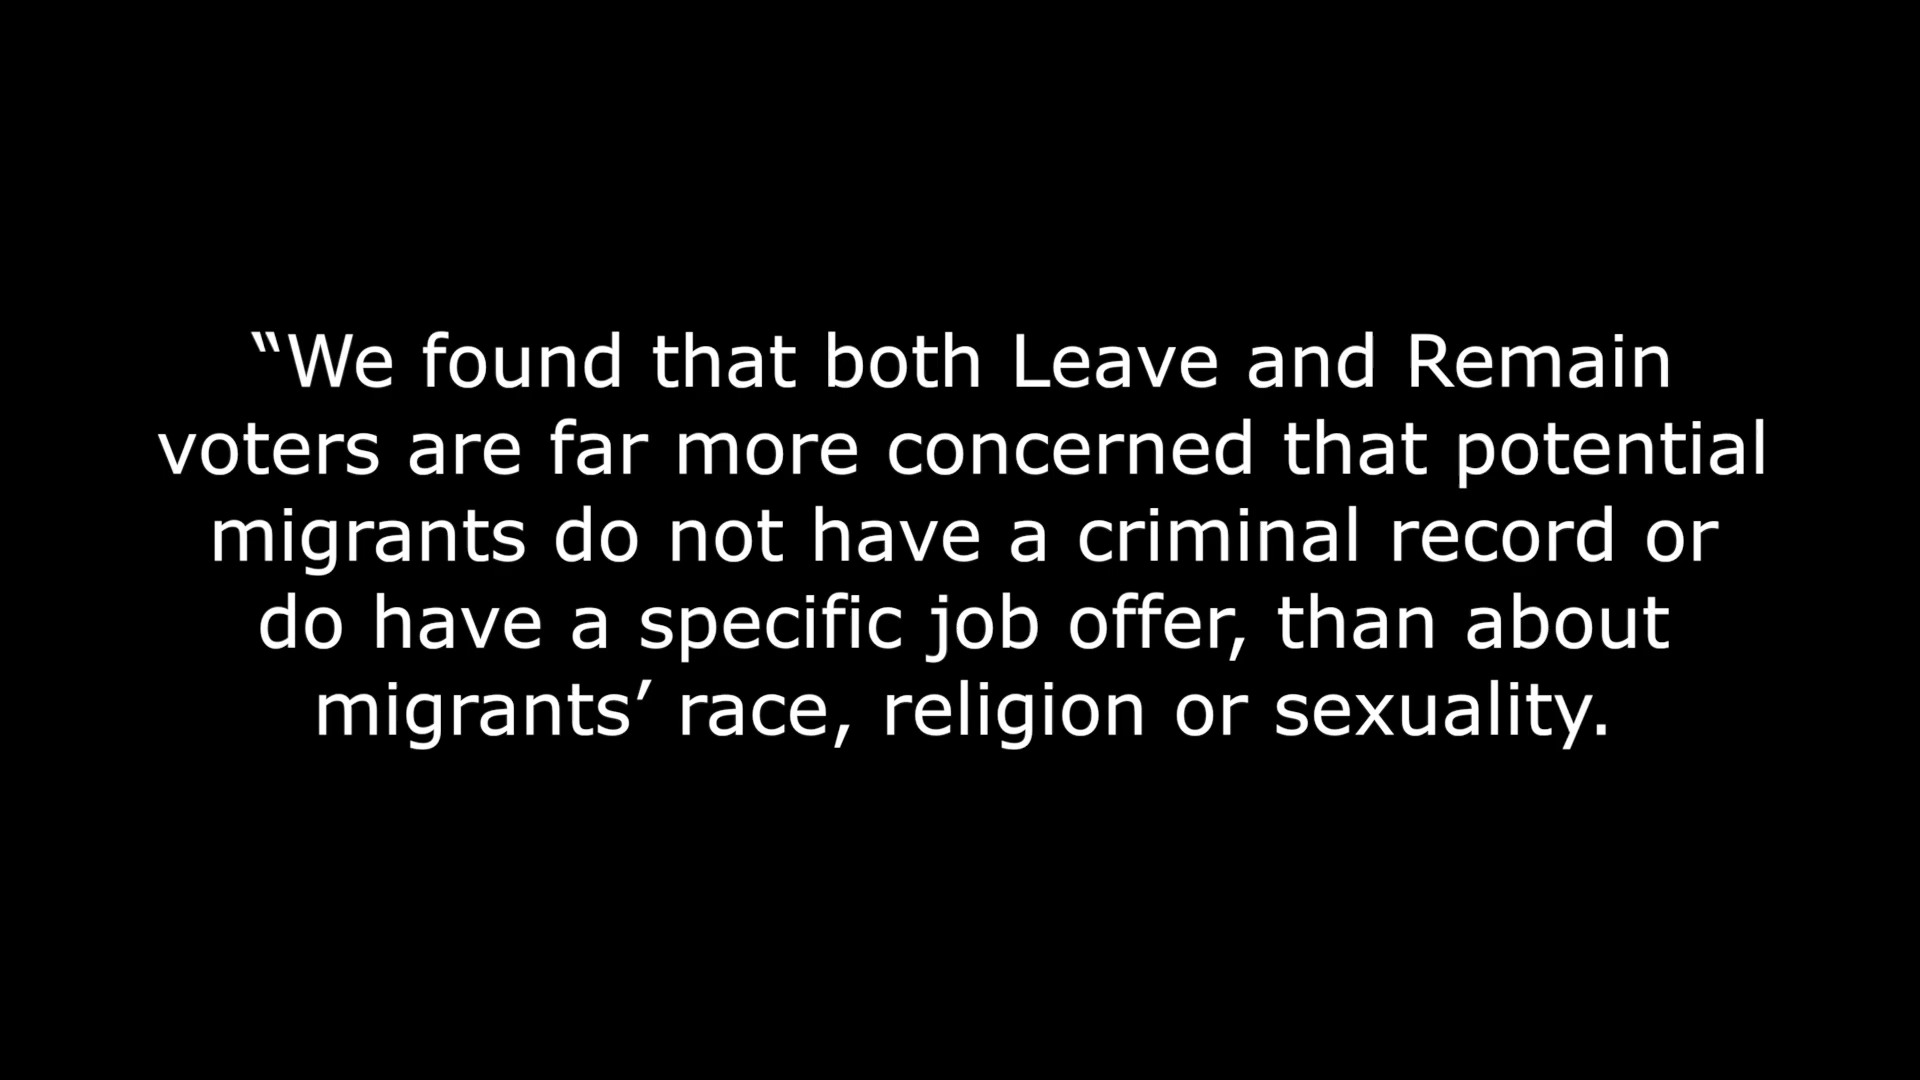 “We found that both Leave and Remain
voters are far more concerned that potential
migrants do not have a criminal record or
do have a specific job offer, than about
migrants’ race, religion or sexuality.